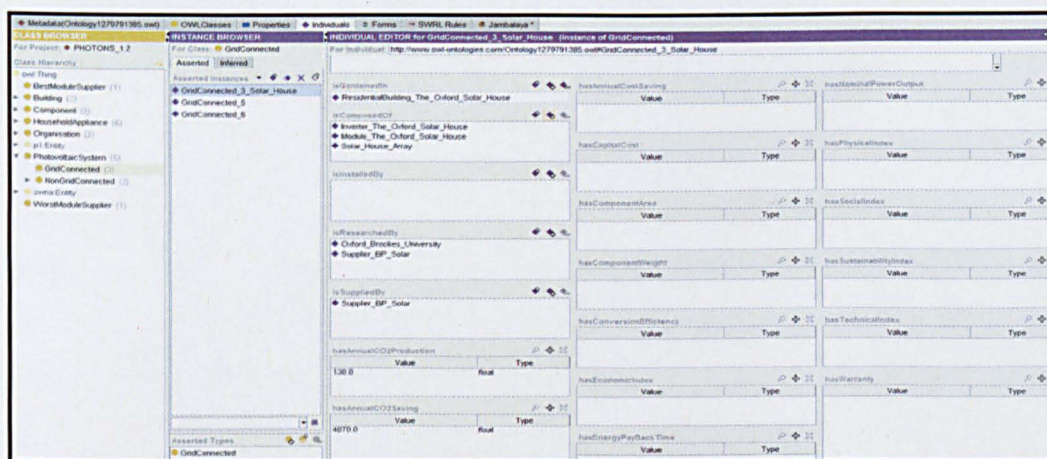 Metadata(Ontology1279791385.owl) OWLClasses Properties Individuals Forms SWRL Rules Jambalaya
CLASS BROWSER
For Project: PHOTONS_1.2
Class Hierarchy
owl:Thing
BestModuleSupplier (1)
Building (2)
Component
HouseholdAppliance (6)
Organisation (2)
p1:Entity
PhotovoltaicSystem (5)
GridConnected (3)
NonGridConnected (2)
Entity
WorstModuleSupplier (1)
INSTANCE BROWSER
For Class: GridConnected
Asserted Inferred
Asserted Instances
GridConnected_3_Solar_House
GridConnected_5
GridConnected_6
Asserted Types
GridConnected
INDIVIDUAL EDITOR for GridConnected_3_Solar_House (instance of GridConnected)
For Individual: http://www.owl-ontologies.com/Ontology1279791385.owl#GridConnected_3_Solar_House
isContainedIn
ResidentialBuilding_The_Oxford_Solar_House
isComposedOf
Inverter_The_Oxford_Solar_House
Module_The_Oxford_Solar_House
Solar_House_Array
isInstalledBy
isResearchedBy
Oxford_Brookes_University
Supplier_BP_Solar
isSuppliedBy
Supplier_BP_Solar
hasAnnualCO2Production
Value Type
130.0 float
hasAnnualCO2Saving
Value Type
4070.0 float
hasAnnualCostSaving
Value Type
hasCapitalCost
Value Type
hasComponentArea
Value Type
hasComponentWeight
Value Type
hasConversionEfficiency
Value Type
hasEconomicIndex
Value Type
hasEnergyPayBackTime
Value Type
hasNominalPowerOutput
Value Type
hasPhysicalIndex
Value Type
hasSocialIndex
Value Type
hasSustainabilityIndex
Value Type
hasTechnicalIndex
Value Type
hasWarranty
Value Type